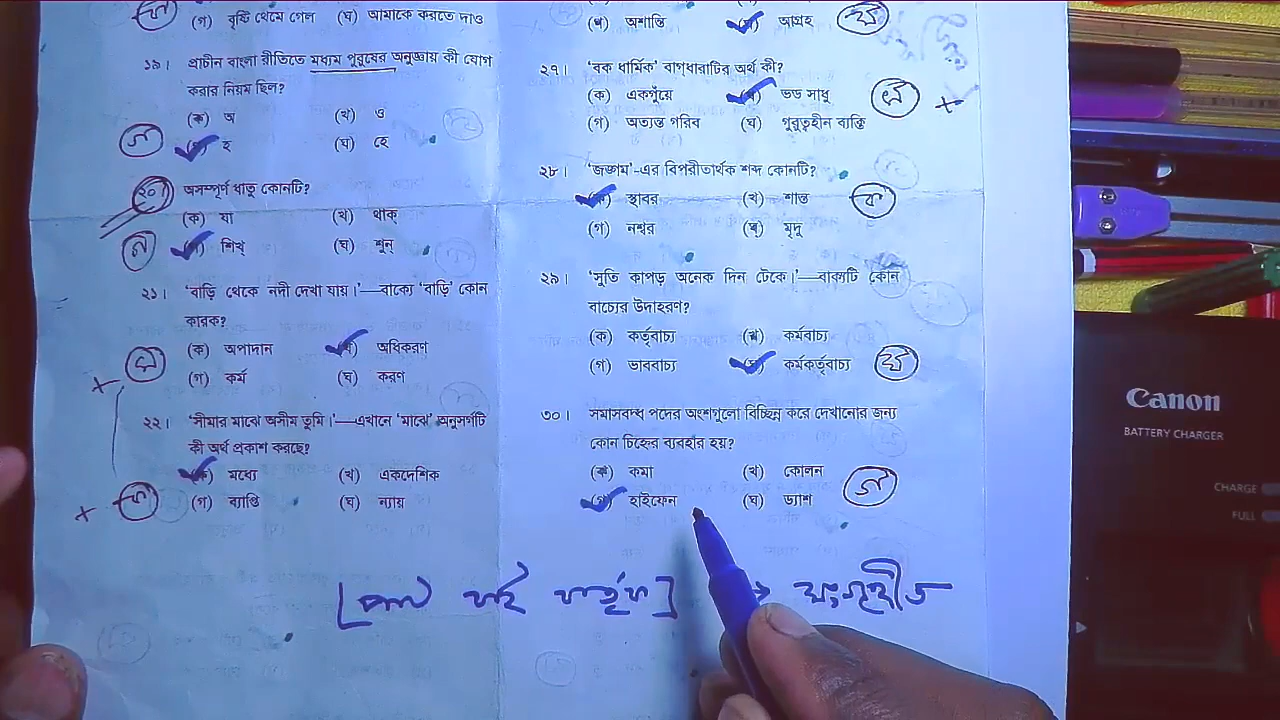 (গ) বৃষ্টি থেমে গেল (ঘ) আমাকে করতে দাও
১৯। প্রাচীন বাংলা রীতিতে মধ্যম পুরুষের অনুজ্ঞায় কী যোগ
করার নিয়ম ছিল?
(ক) অ (খ) ও
হ (ঘ) হে
গ
২০। অসম্পূর্ণ ধাতু কোনটি?
(ক) যা (খ) থাক্
শিখ্ (ঘ) শুন্
গ
২১। ‘বাড়ি থেকে নদী দেখা যায়।’—বাক্যে ‘বাড়ি’ কোন
কারক?
(ক) অপাদান অধিকরণ
(গ) কর্ম (ঘ) করণ
২২। ‘সীমার মাঝে অসীম তুমি।’—এখানে ‘মাঝে’ অনুসর্গটি
কী অর্থ প্রকাশ করছে?
মধ্যে (খ) একদেশিক
(গ) ব্যাপ্তি (ঘ) ন্যায়
(খ) অশান্তি আগ্রহ
২৭। ‘বক ধার্মিক’ বাগ্‌ধারাটির অর্থ কী?
(ক) একগুঁয়ে ভন্ড সাধু
(গ) অত্যন্ত গরিব (ঘ) গুরুত্বহীন ব্যক্তি
২৮। ‘জঙ্গম’-এর বিপরীতার্থক শব্দ কোনটি?
স্থাবর (খ) শান্ত
ক
(গ) নশ্বর (ঘ) মৃদু
২৯। ‘সুতি কাপড় অনেক দিন টেকে।’—বাক্যটি কোন
বাচ্যের উদাহরণ?
(ক) কর্তৃবাচ্য (খ) কর্মবাচ্য
(গ) ভাববাচ্য কর্মকর্তৃবাচ্য
ঘ
৩০। সমাসবদ্ধ পদের অংশগুলো বিচ্ছিন্ন করে দেখানোর জন্য
কোন চিহ্নের ব্যবহার হয়?
(ক) কমা (খ) কোলন
(গ) হাইফেন (ঘ) ড্যাশ
গ
সংগৃহীত
Canon
BATTERY CHARGER
CHARGE
FULL